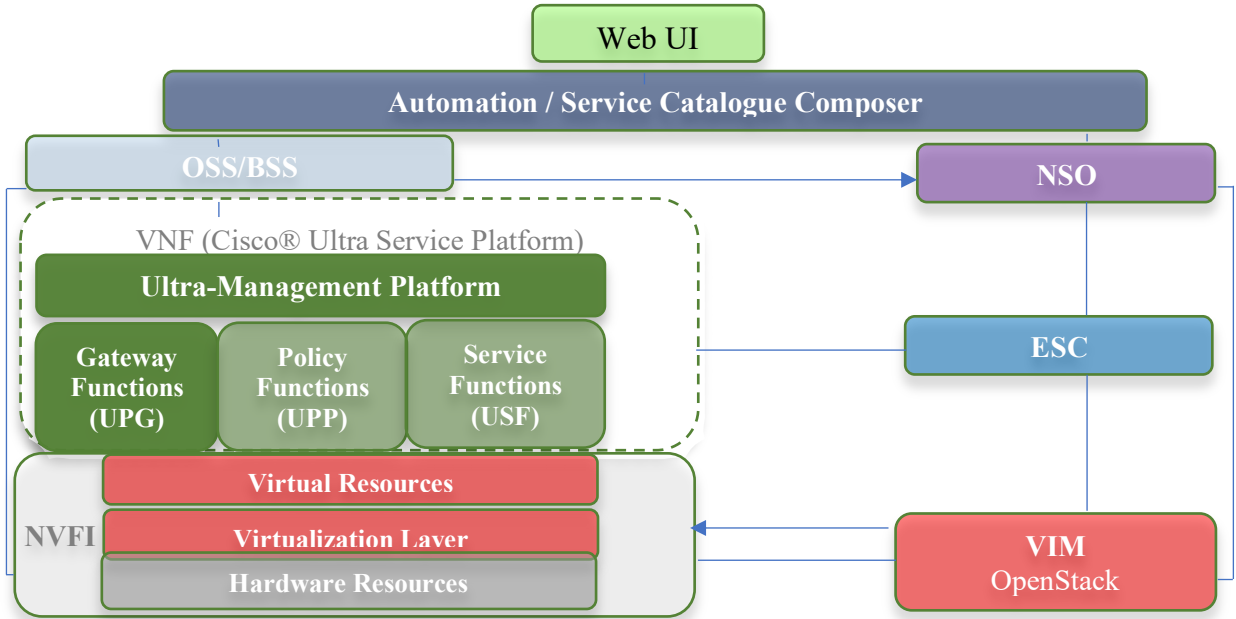 Web UI
Automation / Service Catalogue Composer
OSS/BSS
NSO
VNF (Cisco® Ultra Service Platform)
Ultra-Management Platform
Gateway
Functions
(UPG)
Policy
Functions
(UPP)
Service
Functions
(USF)
ESC
NVFI
Virtual Resources
Virtualization Layer
Hardware Resources
VIM
OpenStack